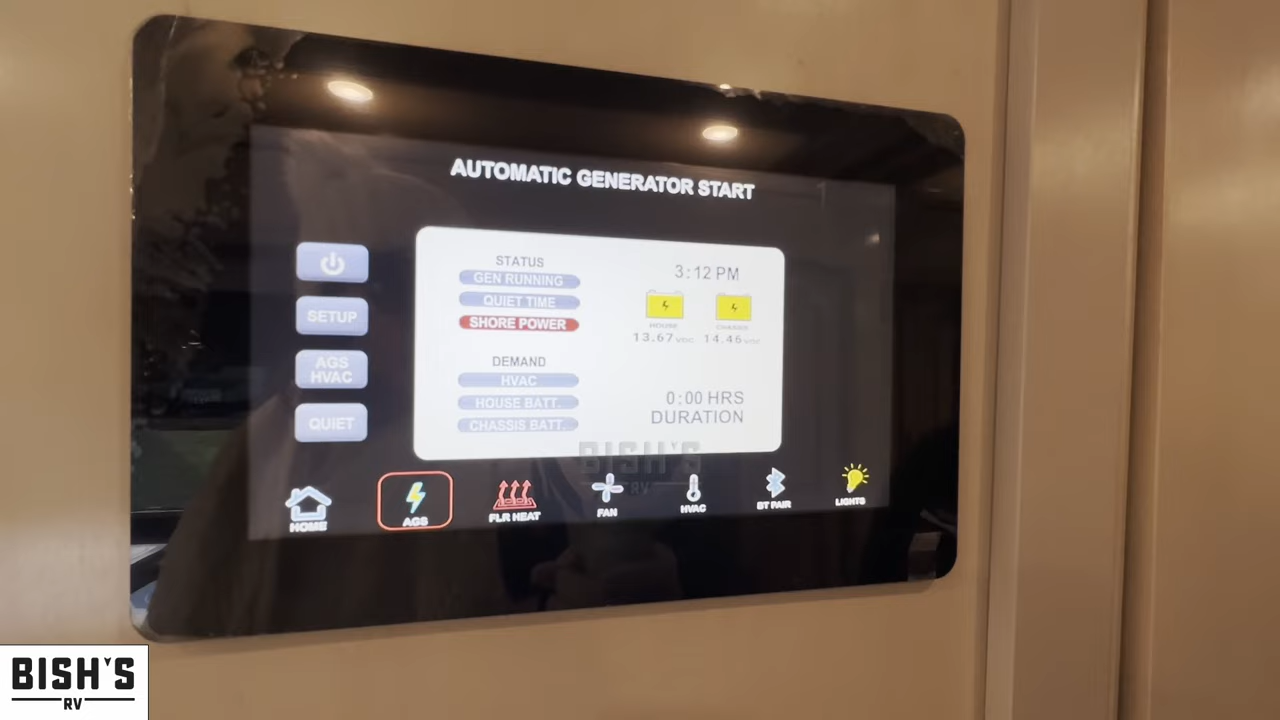 AUTOMATIC GENERATOR START
STATUS
GEN RUNNING
QUIET TIME
SHORE POWER
DEMAND
HVAC
HOUSE BATT.
CHASSIS BATT.
3:12 PM
HOUSE
CHASSIS
13.67 VDC
14.46 VDC
0:00 HRS
DURATION
SETUP
AGS
HVAC
QUIET
HOME
AGS
FLR HEAT
FAN
HVAC
BT PAIR
LIGHTS
BISH'S
RV
BISH'S
RV